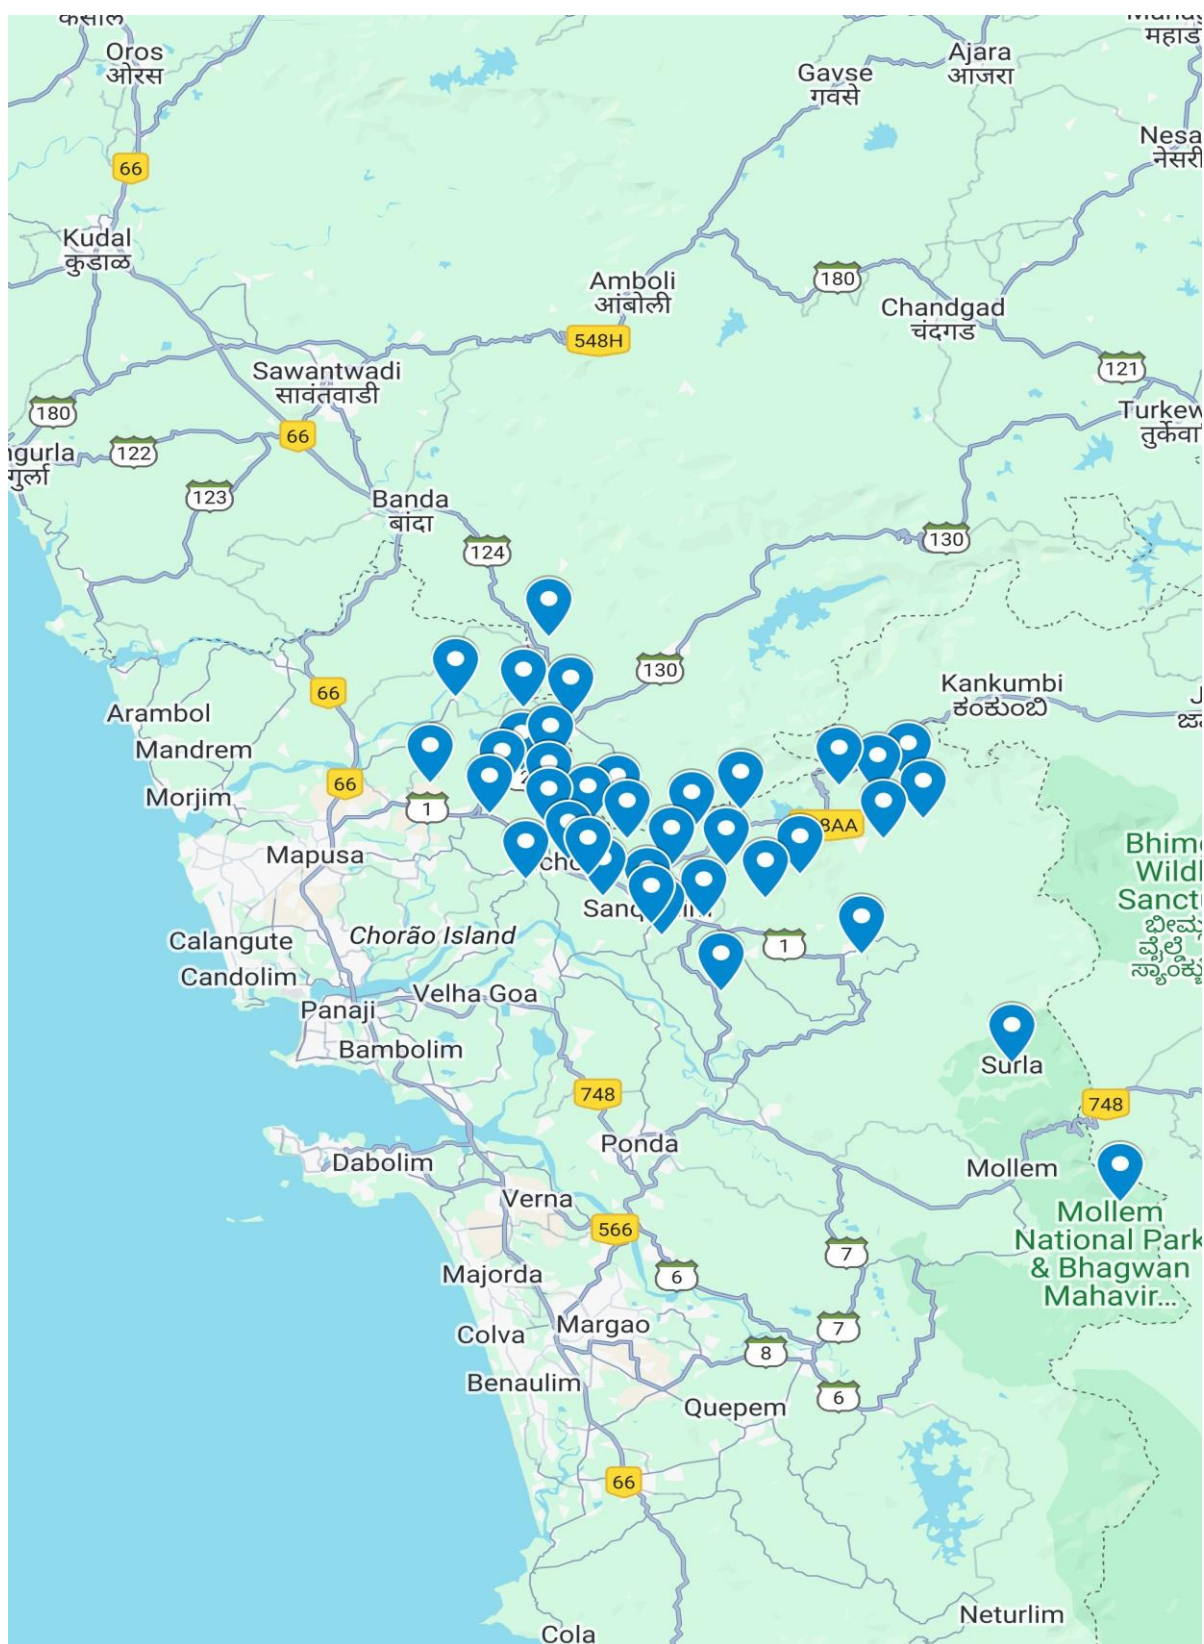 Oros
ओरस
Ajara
आजरा
Gavse
गवसे
66
Kudal
कुडाळ
Amboli
आंबोली
180
Chandgad
चंदगड
548H
Sawantwadi
सावंतवाडी
121
180
66
122
123
Banda
बांदा
124
130
130
66
Arambol
Kankumbi
ಕಂಕುಂಬಿ
Mandrem
66
Morjim
1
Mapusa
Chorão Island
1
Calangute
Candolim
Velha Goa
Panaji
Bambolim
Surla
748
748
Ponda
Dabolim
Mollem
Verna
Mollem
National Park
& Bhagwan
Mahavir...
566
7
6
Majorda
Margao
7
Colva
8
Benaulim
6
Quepem
66
Neturlim
Cola